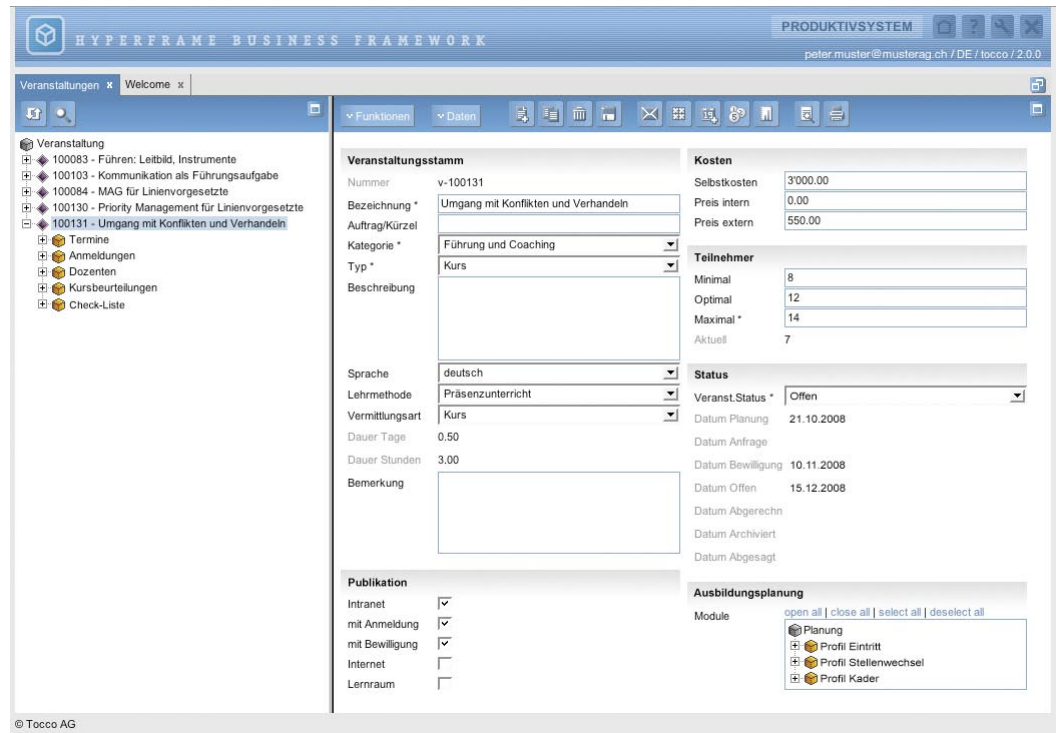 HYPERFRAME BUSINESS FRAMEWORK
PRODUKTIVSYSTEM
peter.muster@musterag.ch / DE / tocco / 2.0.0
Veranstaltungen x Welcome x
Funktionen Daten
Veranstaltung
100083 - Führen: Leitbild, Instrumente
100103 - Kommunikation als Führungsaufgabe
100084 - MAG für Linienvorgesetzte
100130 - Priority Management für Linienvorgesetzte
100131 - Umgang mit Konflikten und Verhandeln
Termine
Anmeldungen
Dozenten
Kursbeurteilungen
Check-Liste
Veranstaltungsstamm
Nummer v-100131
Bezeichnung * Umgang mit Konflikten und Verhandeln
Auftrag/Kürzel
Kategorie * Führung und Coaching
Typ * Kurs
Beschreibung
Sprache deutsch
Lehrmethode Präsenzunterricht
Vermittlungsart Kurs
Dauer Tage 0.50
Dauer Stunden 3.00
Bemerkung
Publikation
Intranet
mit Anmeldung
mit Bewilligung
Internet
Lernraum
Kosten
Selbstkosten 3'000.00
Preis intern 0.00
Preis extern 550.00
Teilnehmer
Minimal 8
Optimal 12
Maximal * 14
Aktuell 7
Status
Veranst.Status * Offen
Datum Planung 21.10.2008
Datum Anfrage
Datum Bewilligung 10.11.2008
Datum Offen 15.12.2008
Datum Abgerechn
Datum Archiviert
Datum Abgesagt
Ausbildungsplanung
Module open all | close all | select all | deselect all
Planung
Profil Eintritt
Profil Stellenwechsel
Profil Kader
© Tocco AG